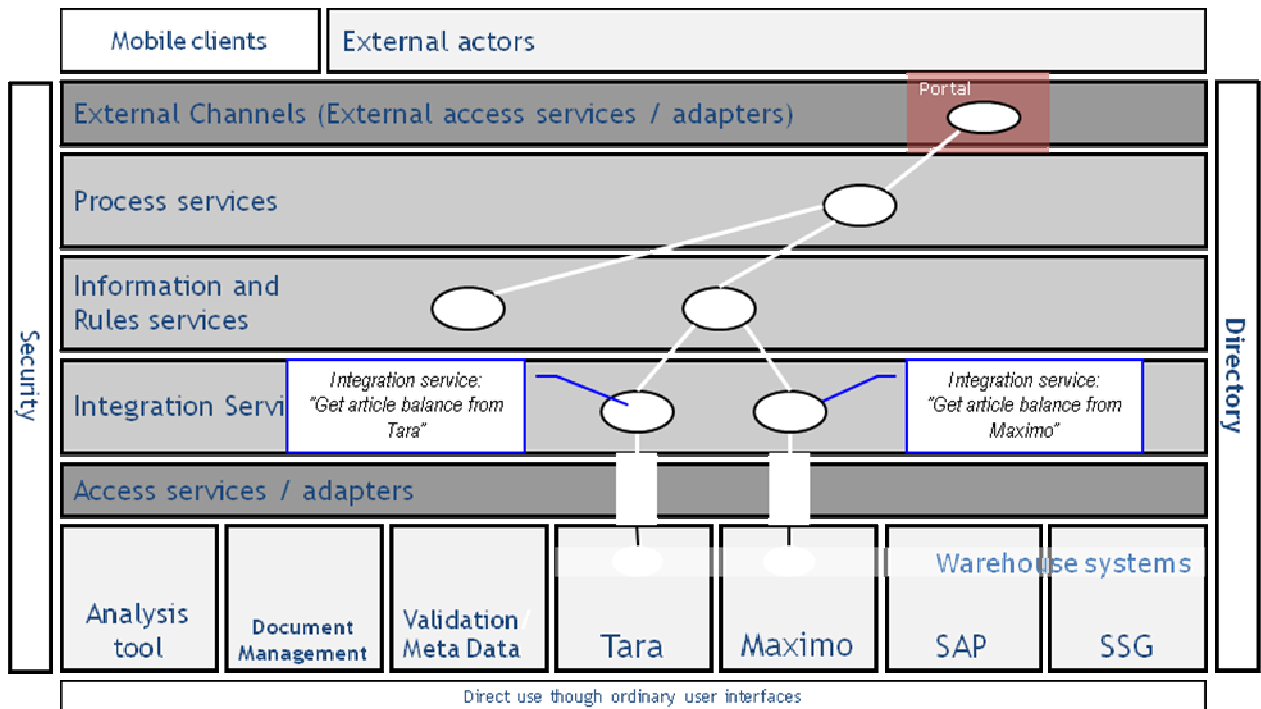 Mobile clients
External actors
Portal
External Channels (External access services / adapters)
Process services
Information and
Rules services
Security
Directory
Integration Servi
Integration service:
"Get article balance from
Tara"
Integration service:
"Get article balance from
Maximo"
Access services / adapters
Warehouse systems
Analysis
tool
Document
Management
Validation/
Meta Data
Tara
Maximo
SAP
SSG
Direct use though ordinary user interfaces